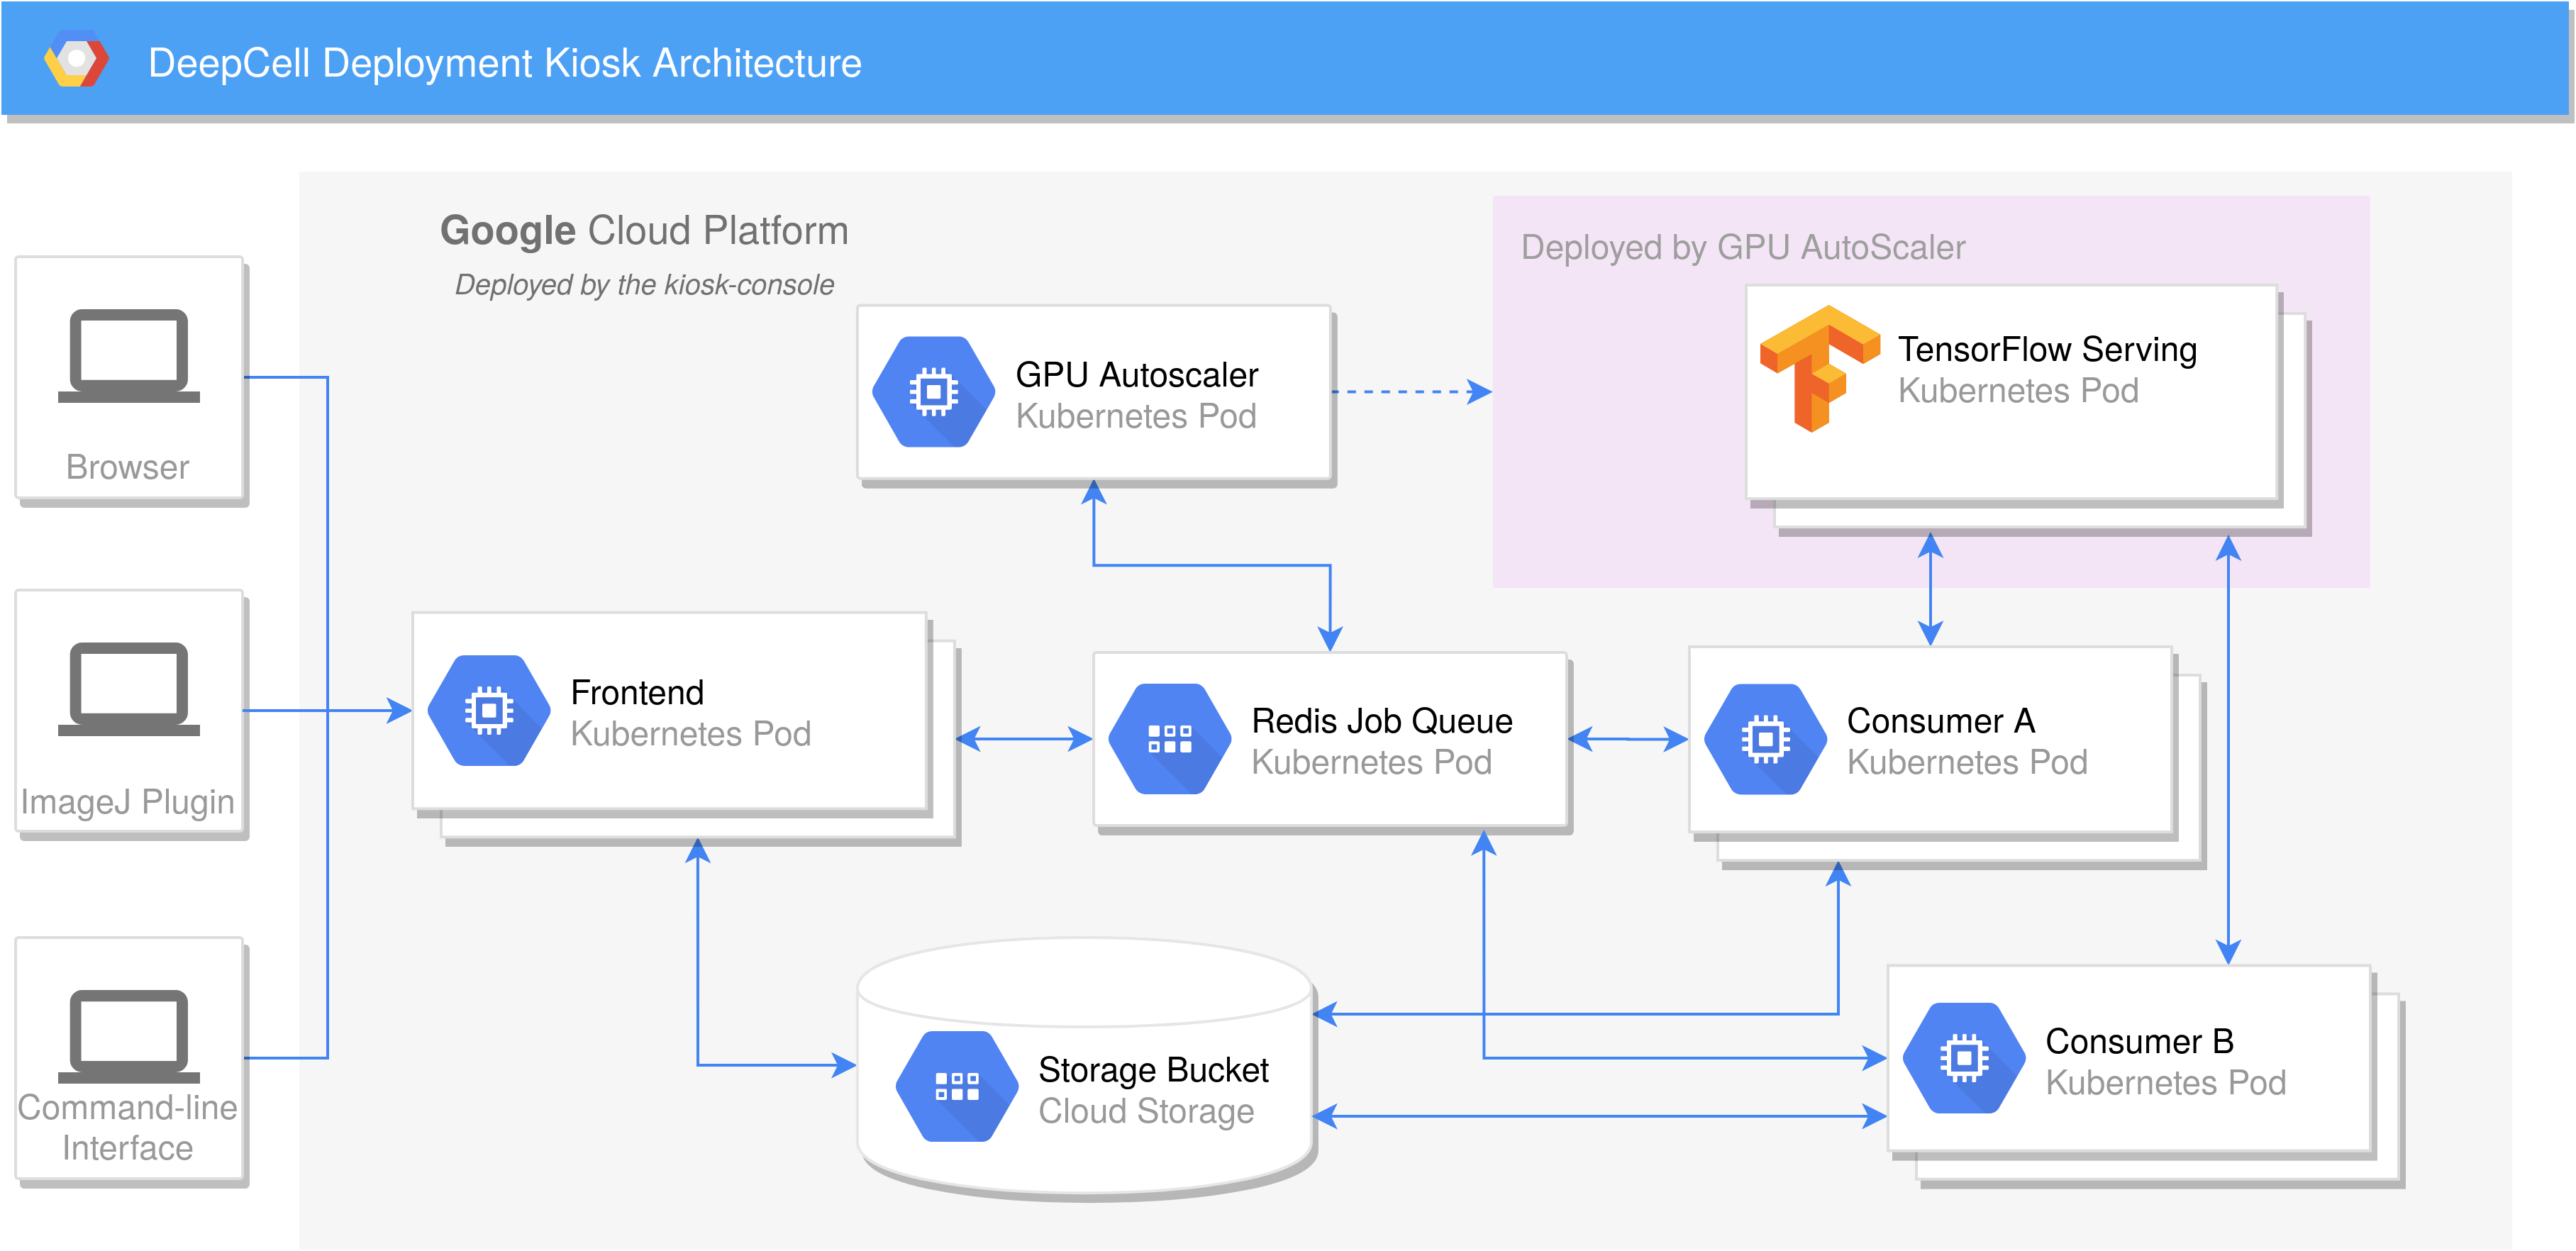 DeepCell Deployment Kiosk Architecture
Google Cloud Platform
Deployed by the kiosk-console
Deployed by GPU AutoScaler
Browser
ImageJ Plugin
Command-line
Interface
GPU Autoscaler
Kubernetes Pod
TensorFlow Serving
Kubernetes Pod
Frontend
Kubernetes Pod
Redis Job Queue
Kubernetes Pod
Consumer A
Kubernetes Pod
Storage Bucket
Cloud Storage
Consumer B
Kubernetes Pod